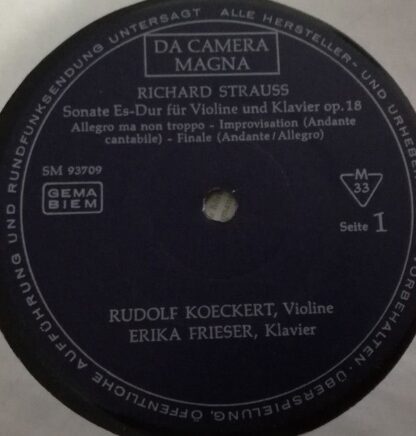 DA CAMERA
MAGNA
RICHARD STRAUSS
Sonate Es-Dur für Violine und Klavier op. 18
Allegro ma non troppo - Improvisation (Andante
cantabile) - Finale (Andante/Allegro)
SM 93709
GEMA
BIEM
M
33
Seite 1
RUDOLF KOECKERT, Violine
ERIKA FRIESER, Klavier
ALLE HERSTELLER- UND URHEBER
VORBEHALTEN · ÜBERSPIELUNG, ÖFFENTLICHE AUFFÜHRUNG UND RUNDFUNKSENDUNG UNTERSAGT